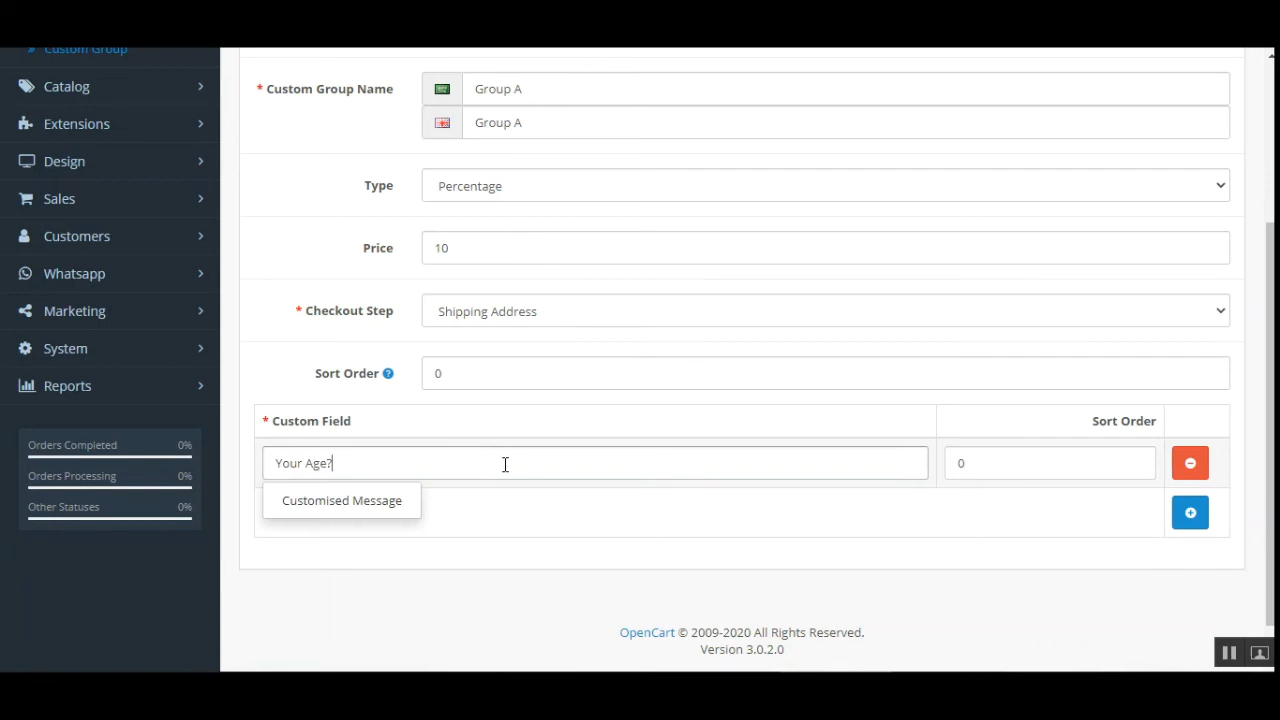 » Custom Group
Catalog
Extensions
Design
Sales
Customers
Whatsapp
Marketing
System
Reports
Orders Completed 0%
Orders Processing 0%
Other Statuses 0%
* Custom Group Name
Group A
Group A
Type
Percentage
Price
10
* Checkout Step
Shipping Address
Sort Order ?
0
* Custom Field
Sort Order
Your Age?
0
Customised Message
OpenCart © 2009-2020 All Rights Reserved.
Version 3.0.2.0